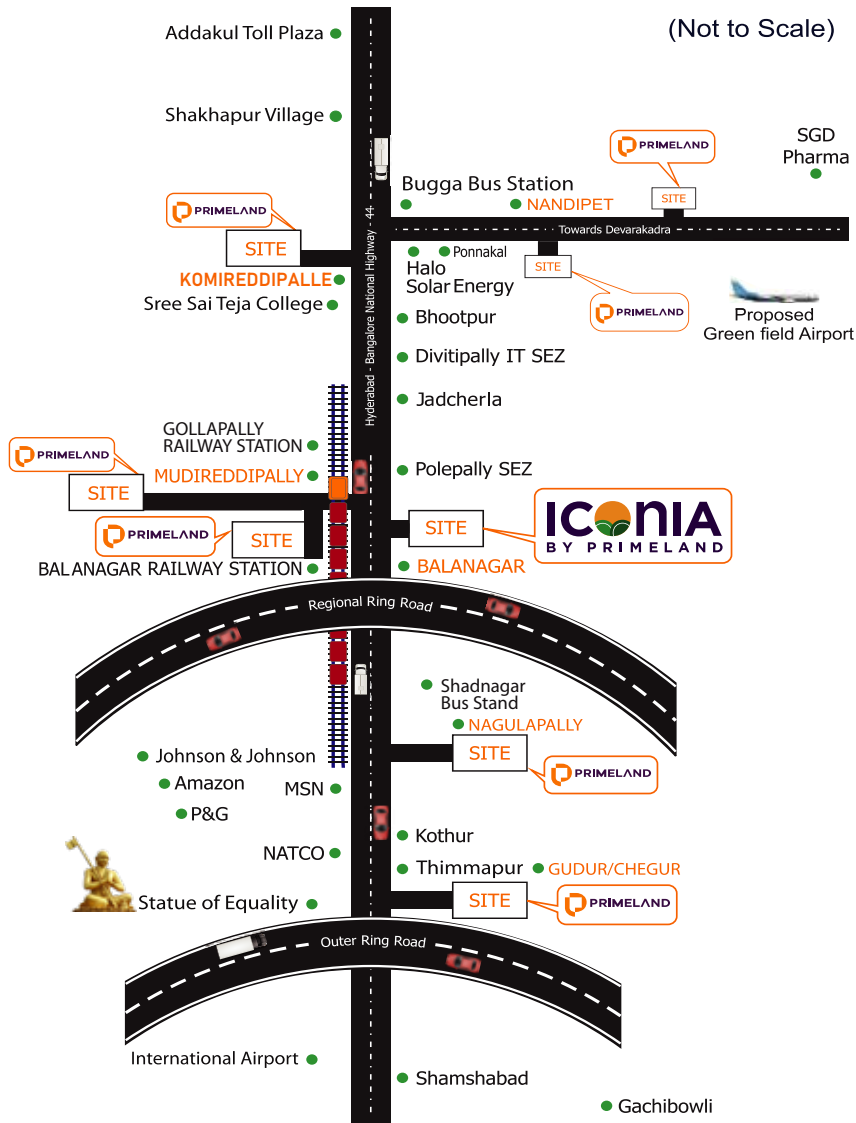 (Not to Scale)
Addakul Toll Plaza
Shakhapur Village
SGD
Pharma
PRIMELAND
SITE
Bugga Bus Station
NANDIPET
PRIMELAND
SITE
Towards Devarakadra
Hyderabad - Bangalore National Highway - 44
Halo
Solar Energy
Ponnakal
SITE
PRIMELAND
KOMIREDDIPALLE
Sree Sai Teja College
Proposed
Green field Airport
Bhootpur
Divitipally IT SEZ
Jadcherla
GOLLAPALLY
RAILWAY STATION
PRIMELAND
MUDIREDDIPALLY
SITE
Polepally SEZ
PRIMELAND
SITE
SITE
ICONIA
BY PRIMELAND
BALANAGAR RAILWAY STATION
BALANAGAR
Regional Ring Road
Shadnagar
Bus Stand
NAGULAPALLY
SITE
PRIMELAND
Johnson & Johnson
Amazon
MSN
P&G
Kothur
NATCO
Thimmapur
GUDUR/CHEGUR
Statue of Equality
SITE
PRIMELAND
Outer Ring Road
International Airport
Shamshabad
Gachibowli